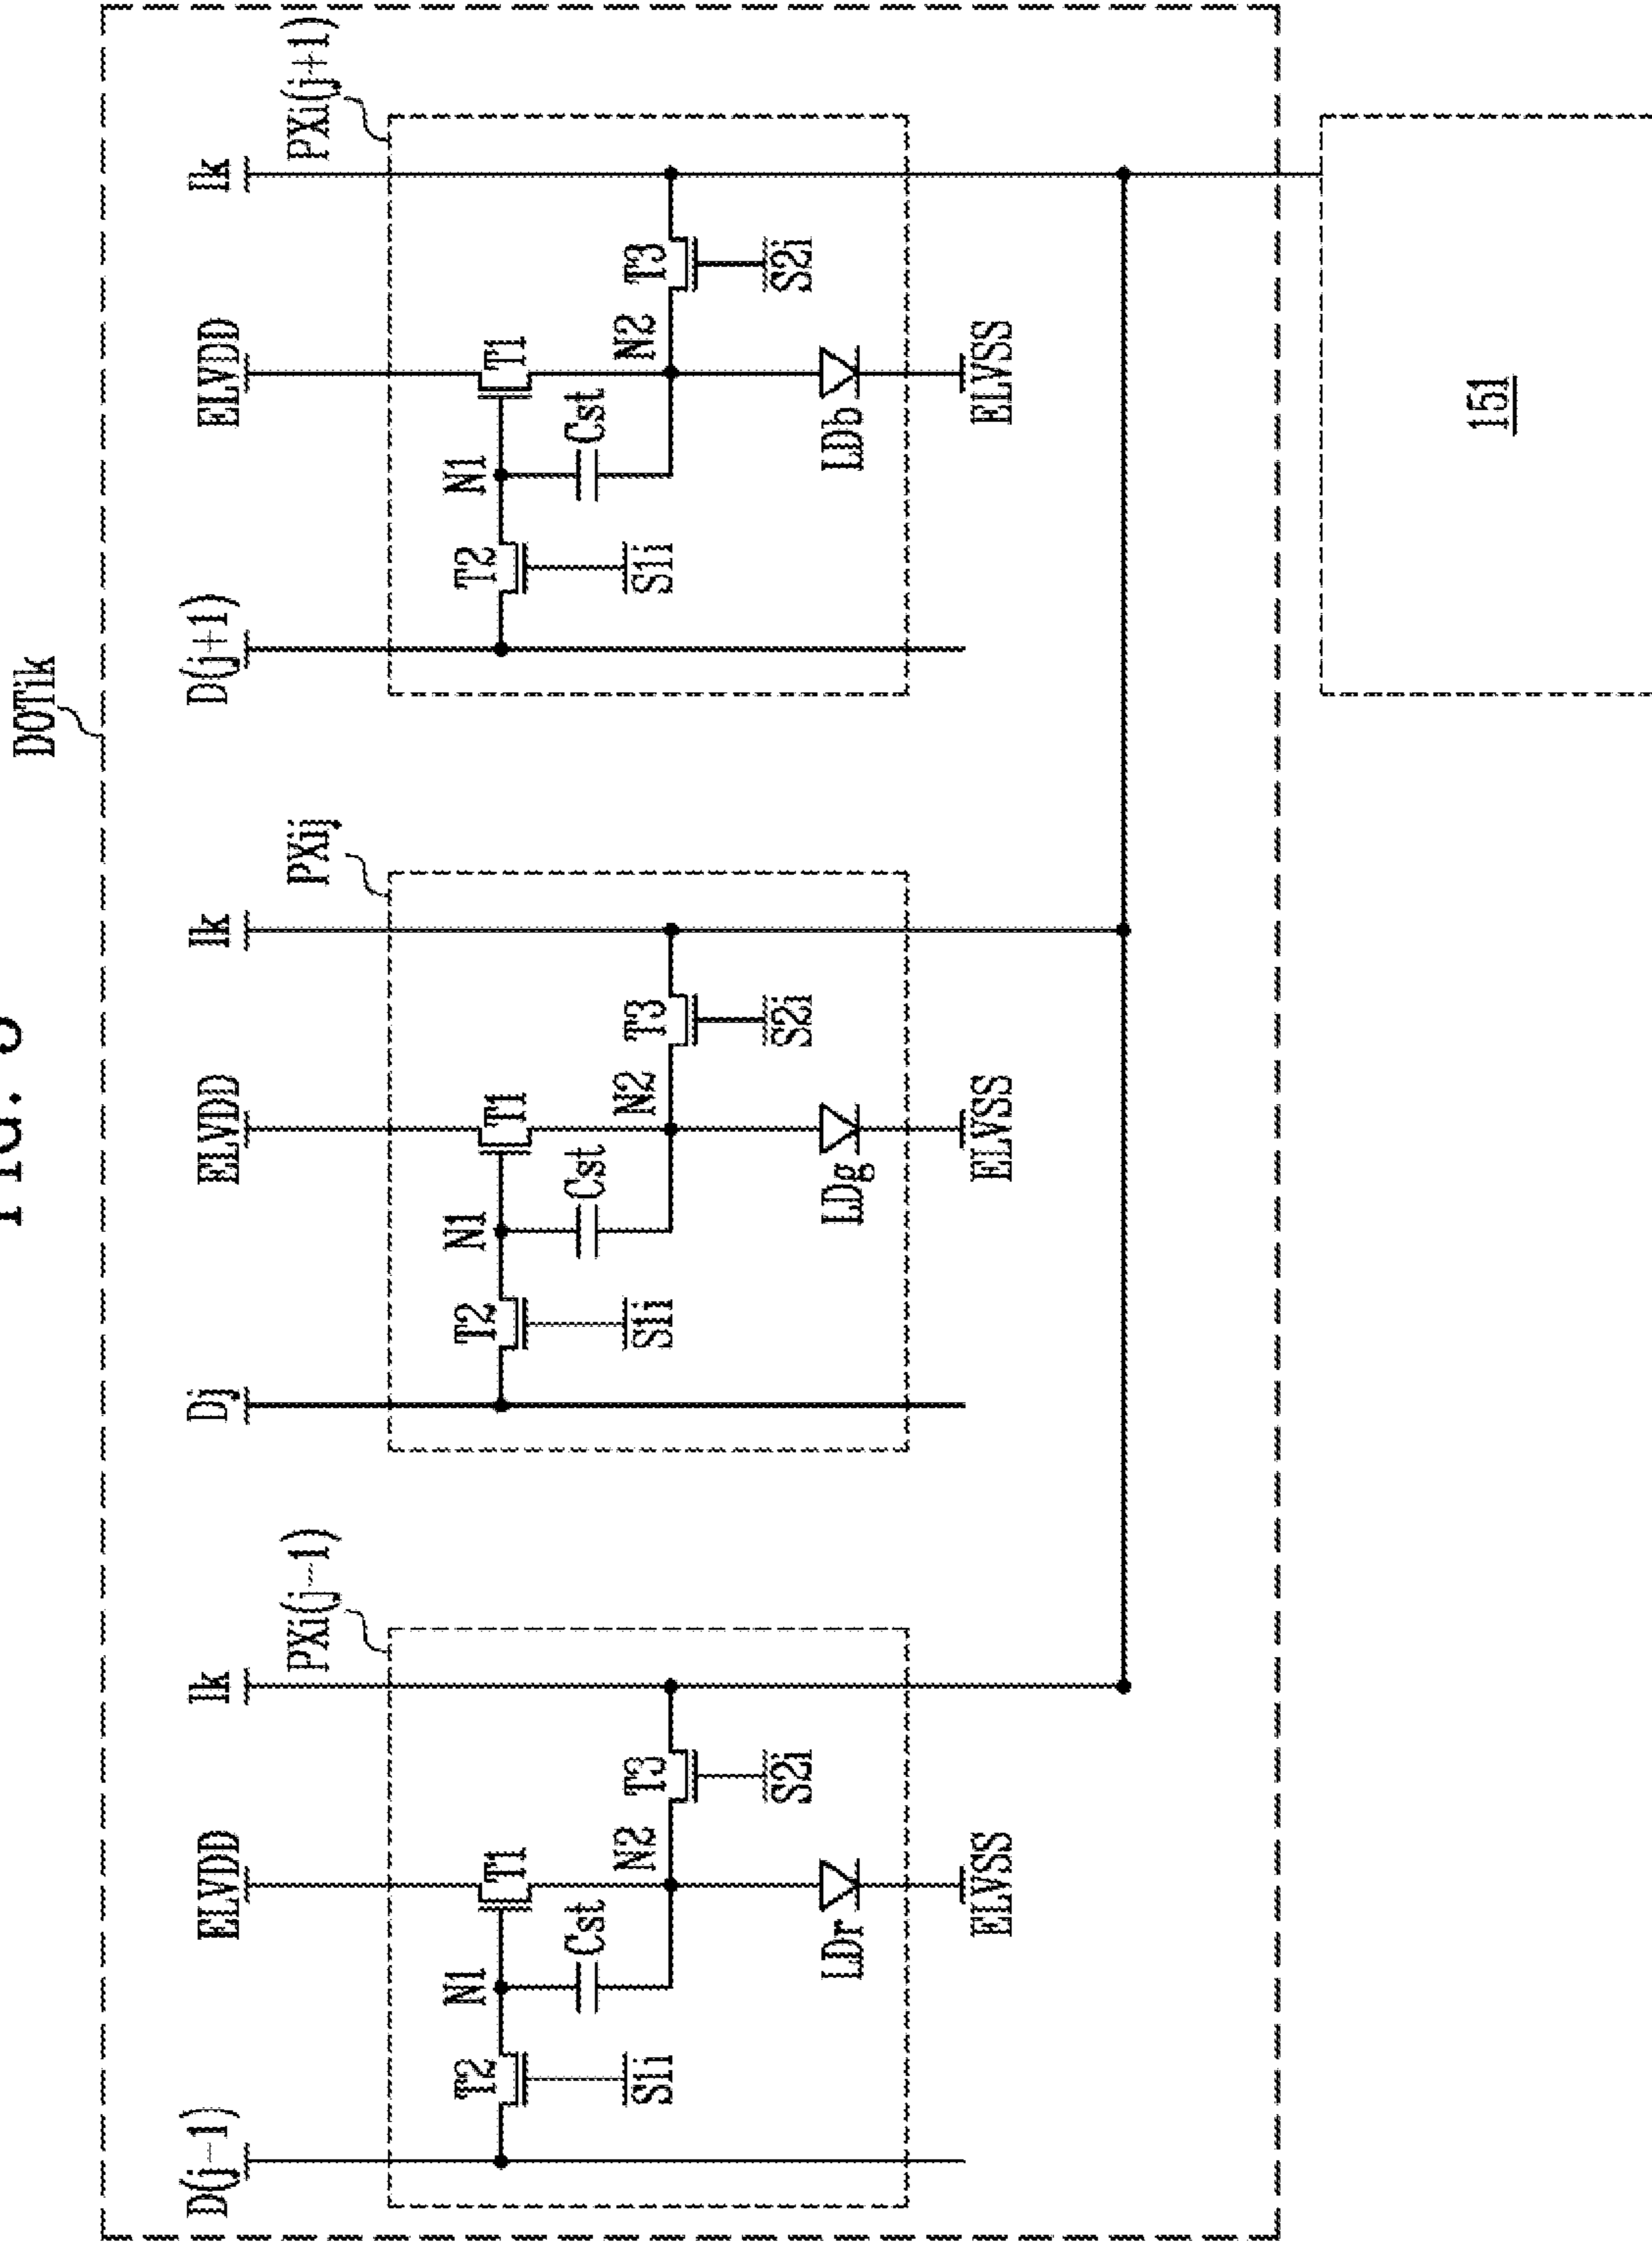 FIG.
DOTik
D(j-1) ELVDD Ik Dj ELVDD Ik D(j+1) ELVDD Ik
PXi(j-1) PXij PXi(j+1)
T2 N1 T1 T2 N1 T1 T2 N1 T1
Cst Cst Cst
N2 T3 N2 T3 N2 T3
S1i S1i S1i
S2i S2i S2i
LDr LDg LDb
ELVSS ELVSS ELVSS
151